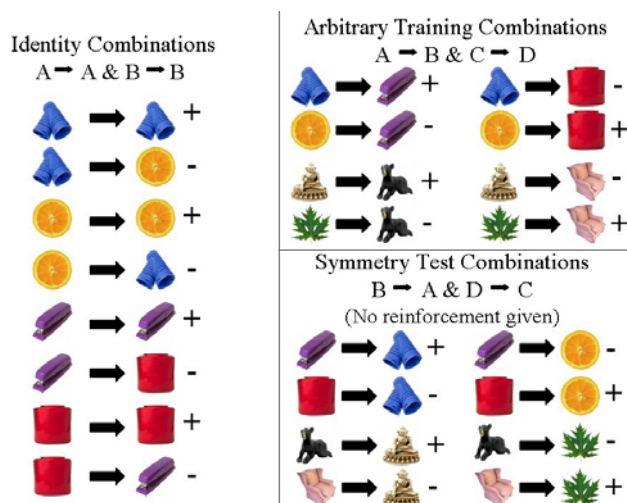 Identity Combinations
A → A & B → B
+
-
+
-
+
-
+
-
Arbitrary Training Combinations
A → B & C → D
+ -
- +
+ -
- +
Symmetry Test Combinations
B → A & D → C
(No reinforcement given)
+ -
- +
+ -
- +